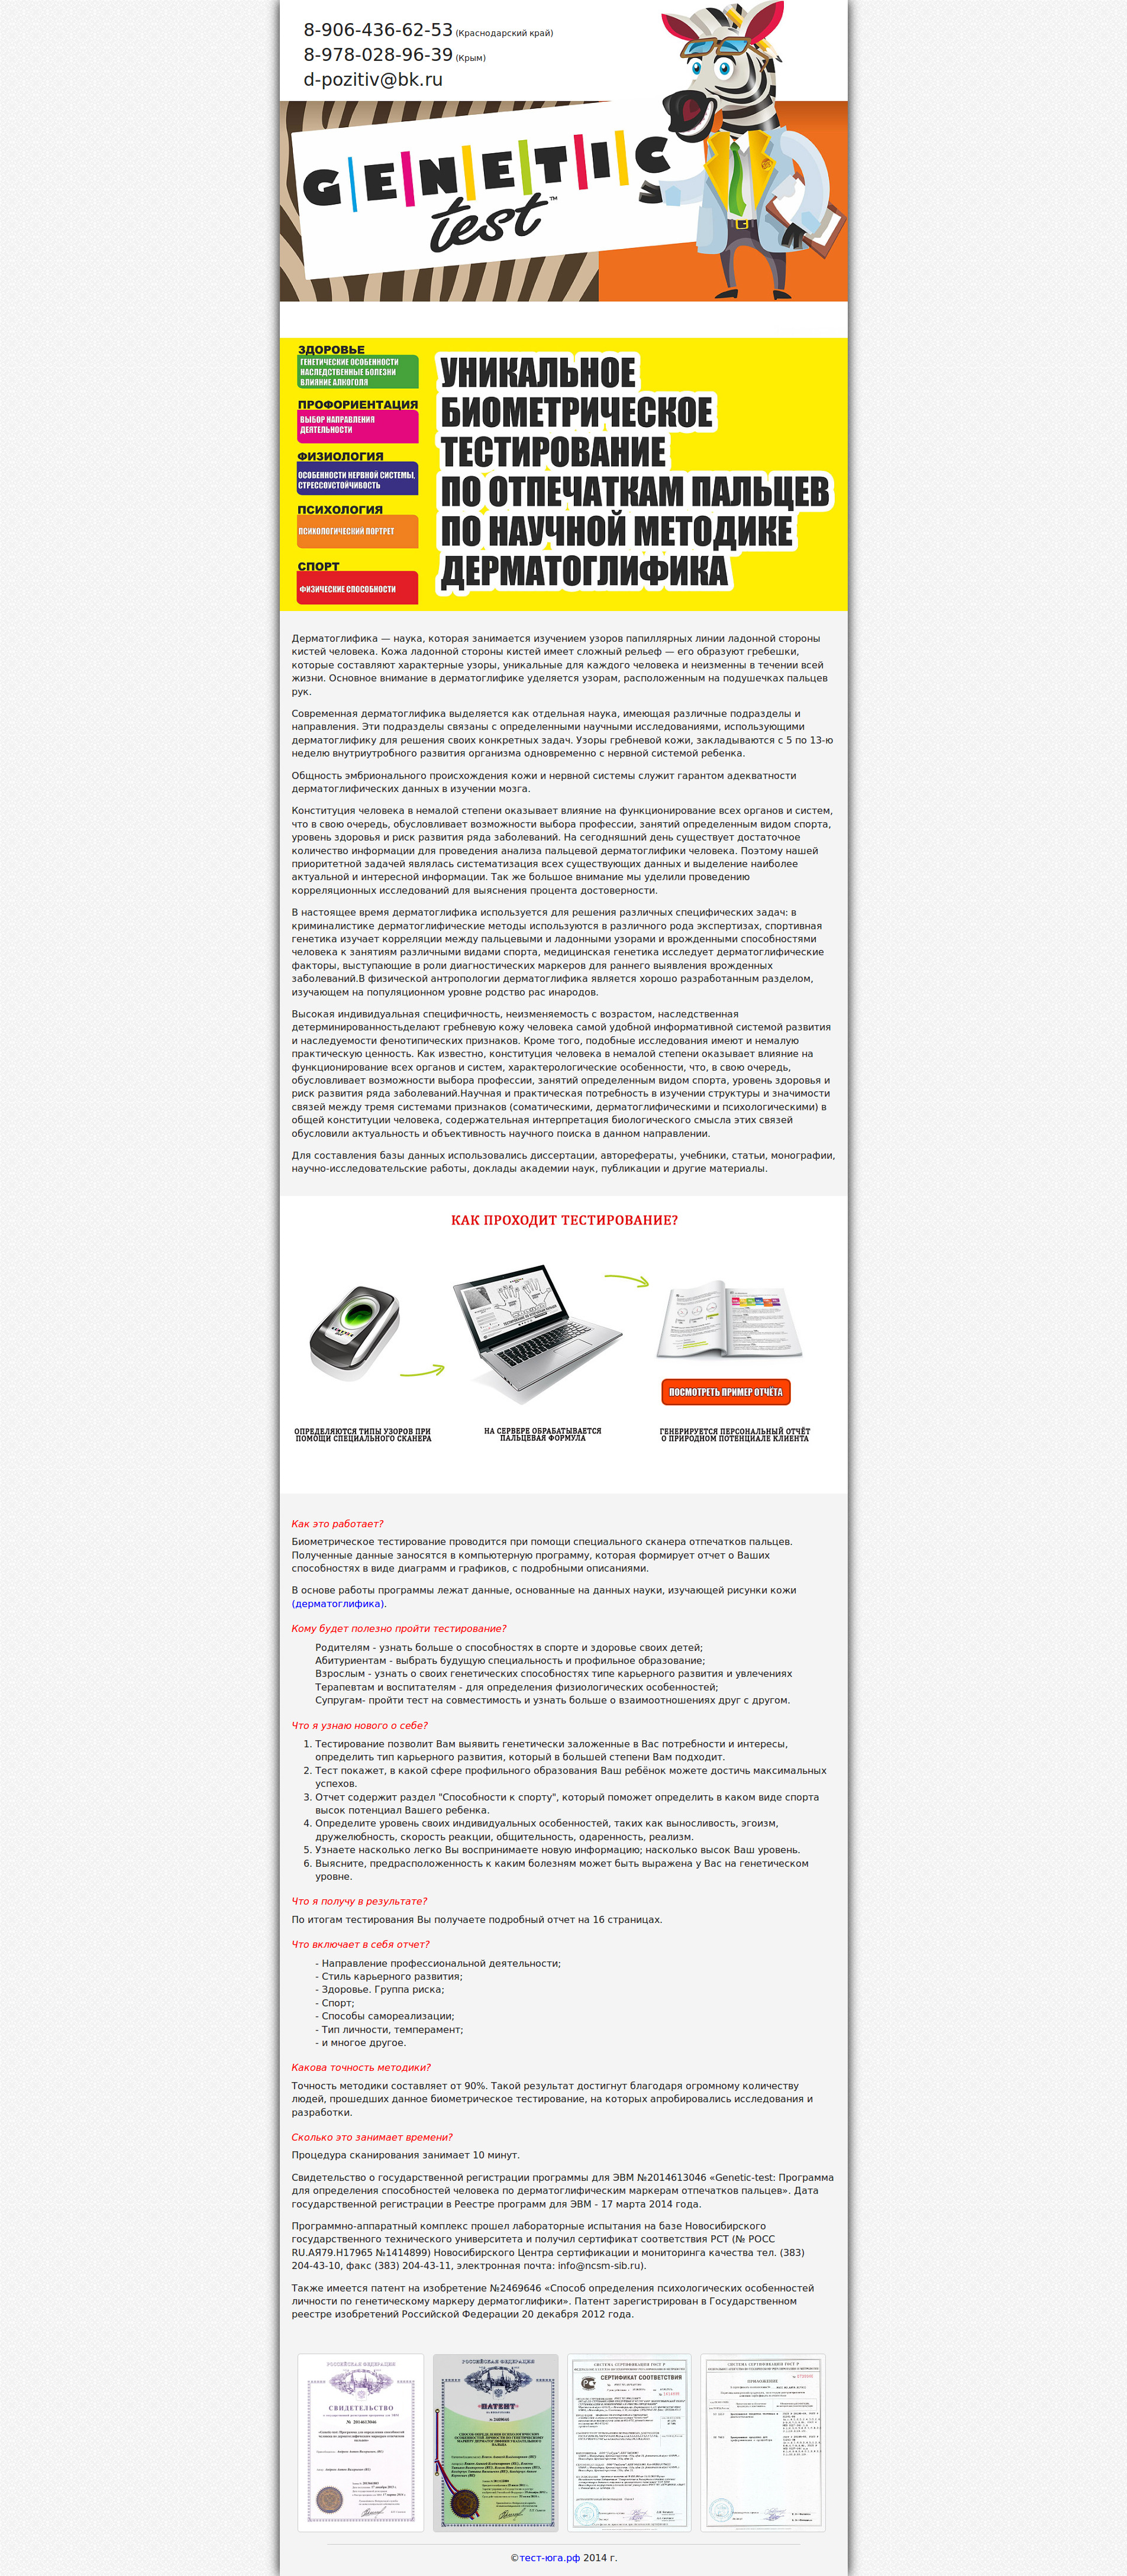 8-906-436-62-53 (Краснодарский край)
8-978-028-96-39 (Крым)
d-pozitiv@bk.ru
G|E|N|E|T|I|C
test™
ЗДОРОВЬЕ
ГЕНЕТИЧЕСКИЕ ОСОБЕННОСТИ
НАСЛЕДСТВЕННЫЕ БОЛЕЗНИ
ВЛИЯНИЕ АЛКОГОЛЯ
ПРОФОРИЕНТАЦИЯ
ВЫБОР НАПРАВЛЕНИЯ
ДЕЯТЕЛЬНОСТИ
ФИЗИОЛОГИЯ
ОСОБЕННОСТИ НЕРВНОЙ СИСТЕМЫ,
СТРЕССОУСТОЙЧИВОСТЬ
ПСИХОЛОГИЯ
ПСИХОЛОГИЧЕСКИЙ ПОРТРЕТ
СПОРТ
ФИЗИЧЕСКИЕ СПОСОБНОСТИ
УНИКАЛЬНОЕ
БИОМЕТРИЧЕСКОЕ
ТЕСТИРОВАНИЕ
ПО ОТПЕЧАТКАМ ПАЛЬЦЕВ
ПО НАУЧНОЙ МЕТОДИКЕ
ДЕРМАТОГЛИФИКА
Дерматоглифика — наука, которая занимается изучением узоров папиллярных линии ладонной стороны
кистей человека. Кожа ладонной стороны кистей имеет сложный рельеф — его образуют гребешки,
которые составляют характерные узоры, уникальные для каждого человека и неизменны в течении всей
жизни. Основное внимание в дерматоглифике уделяется узорам, расположенным на подушечках пальцев
рук.
Современная дерматоглифика выделяется как отдельная наука, имеющая различные подразделы и
направления. Эти подразделы связаны с определенными научными исследованиями, использующими
дерматоглифику для решения своих конкретных задач. Узоры гребневой кожи, закладываются с 5 по 13-ю
неделю внутриутробного развития организма одновременно с нервной системой ребенка.
Общность эмбрионального происхождения кожи и нервной системы служит гарантом адекватности
дерматоглифических данных в изучении мозга.
Конституция человека в немалой степени оказывает влияние на функционирование всех органов и систем,
что в свою очередь, обусловливает возможности выбора профессии, занятий определенным видом спорта,
уровень здоровья и риск развития ряда заболеваний. На сегодняшний день существует достаточное
количество информации для проведения анализа пальцевой дерматоглифики человека. Поэтому нашей
приоритетной задачей являлась систематизация всех существующих данных и выделение наиболее
актуальной и интересной информации. Так же большое внимание мы уделили проведению
корреляционных исследований для выяснения процента достоверности.
В настоящее время дерматоглифика используется для решения различных специфических задач: в
криминалистике дерматоглифические методы используются в различного рода экспертизах, спортивная
генетика изучает корреляции между пальцевыми и ладонными узорами и врожденными способностями
человека к занятиям различными видами спорта, медицинская генетика исследует дерматоглифические
факторы, выступающие в роли диагностических маркеров для раннего выявления врожденных
заболеваний.В физической антропологии дерматоглифика является хорошо разработанным разделом,
изучающем на популяционном уровне родство рас инародов.
Высокая индивидуальная специфичность, неизменяемость с возрастом, наследственная
детерминированностьделают гребневую кожу человека самой удобной информативной системой развития
и наследуемости фенотипических признаков. Кроме того, подобные исследования имеют и немалую
практическую ценность. Как известно, конституция человека в немалой степени оказывает влияние на
функционирование всех органов и систем, характерологические особенности, что, в свою очередь,
обусловливает возможности выбора профессии, занятий определенным видом спорта, уровень здоровья и
риск развития ряда заболеваний.Научная и практическая потребность в изучении структуры и значимости
связей между тремя системами признаков (соматическими, дерматоглифическими и психологическими) в
общей конституции человека, содержательная интерпретация биологического смысла этих связей
обусловили актуальность и объективность научного поиска в данном направлении.
Для составления базы данных использовались диссертации, авторефераты, учебники, статьи, монографии,
научно-исследовательские работы, доклады академии наук, публикации и другие материалы.
КАК ПРОХОДИТ ТЕСТИРОВАНИЕ?
ПОСМОТРЕТЬ ПРИМЕР ОТЧЁТА
ОПРЕДЕЛЯЮТСЯ ТИПЫ УЗОРОВ ПРИ
ПОМОЩИ СПЕЦИАЛЬНОГО СКАНЕРА
НА СЕРВЕРЕ ОБРАБАТЫВАЕТСЯ
ПАЛЬЦЕВАЯ ФОРМУЛА
ГЕНЕРИРУЕТСЯ ПЕРСОНАЛЬНЫЙ ОТЧЁТ
О ПРИРОДНОМ ПОТЕНЦИАЛЕ КЛИЕНТА
Как это работает?
Биометрическое тестирование проводится при помощи специального сканера отпечатков пальцев.
Полученные данные заносятся в компьютерную программу, которая формирует отчет о Ваших
способностях в виде диаграмм и графиков, с подробными описаниями.
В основе работы программы лежат данные, основанные на данных науки, изучающей рисунки кожи
(дерматоглифика).
Кому будет полезно пройти тестирование?
Родителям - узнать больше о способностях в спорте и здоровье своих детей;
Абитуриентам - выбрать будущую специальность и профильное образование;
Взрослым - узнать о своих генетических способностях типе карьерного развития и увлечениях
Терапевтам и воспитателям - для определения физиологических особенностей;
Супругам- пройти тест на совместимость и узнать больше о взаимоотношениях друг с другом.
Что я узнаю нового о себе?
1. Тестирование позволит Вам выявить генетически заложенные в Вас потребности и интересы,
определить тип карьерного развития, который в большей степени Вам подходит.
2. Тест покажет, в какой сфере профильного образования Ваш ребёнок можете достичь максимальных
успехов.
3. Отчет содержит раздел "Способности к спорту", который поможет определить в каком виде спорта
высок потенциал Вашего ребенка.
4. Определите уровень своих индивидуальных особенностей, таких как выносливость, эгоизм,
дружелюбность, скорость реакции, общительность, одаренность, реализм.
5. Узнаете насколько легко Вы воспринимаете новую информацию; насколько высок Ваш уровень.
6. Выясните, предрасположенность к каким болезням может быть выражена у Вас на генетическом
уровне.
Что я получу в результате?
По итогам тестирования Вы получаете подробный отчет на 16 страницах.
Что включает в себя отчет?
- Направление профессиональной деятельности;
- Стиль карьерного развития;
- Здоровье. Группа риска;
- Спорт;
- Способы самореализации;
- Тип личности, темперамент;
- и многое другое.
Какова точность методики?
Точность методики составляет от 90%. Такой результат достигнут благодаря огромному количеству
людей, прошедших данное биометрическое тестирование, на которых апробировались исследования и
разработки.
Сколько это занимает времени?
Процедура сканирования занимает 10 минут.
Свидетельство о государственной регистрации программы для ЭВМ №2014613046 «Genetic-test: Программа
для определения способностей человека по дерматоглифическим маркерам отпечатков пальцев». Дата
государственной регистрации в Реестре программ для ЭВМ - 17 марта 2014 года.
Программно-аппаратный комплекс прошел лабораторные испытания на базе Новосибирского
государственного технического университета и получил сертификат соответствия РСТ (№ РОСС
RU.АЯ79.Н17965 №1414899) Новосибирского Центра сертификации и мониторинга качества тел. (383)
204-43-10, факс (383) 204-43-11, электронная почта: info@ncsm-sib.ru).
Также имеется патент на изобретение №2469646 «Способ определения психологических особенностей
личности по генетическому маркеру дерматоглифики». Патент зарегистрирован в Государственном
реестре изобретений Российской Федерации 20 декабря 2012 года.
РОССИЙСКАЯ ФЕДЕРАЦИЯ
СВИДЕТЕЛЬСТВО
№ 2014613046
РОССИЙСКАЯ ФЕДЕРАЦИЯ
ПАТЕНТ
№ 2469646
СИСТЕМА СЕРТИФИКАЦИИ ГОСТ Р
СЕРТИФИКАТ СООТВЕТСТВИЯ
СИСТЕМА СЕРТИФИКАЦИИ ГОСТ Р
ПРИЛОЖЕНИЕ
©тест-юга.рф 2014 г.